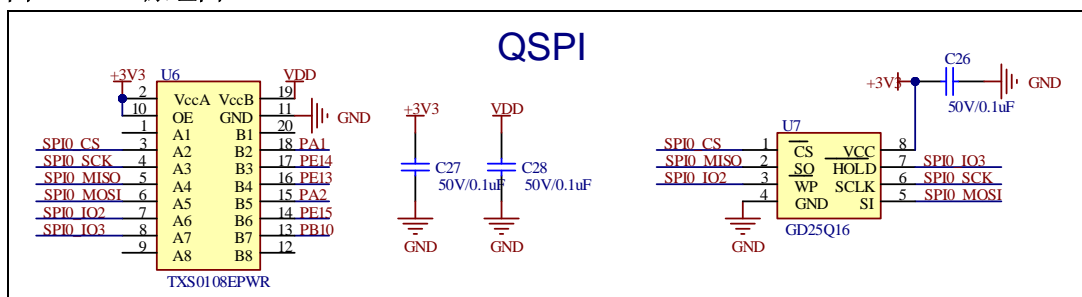 QSPI
+3V3 U6 VDD
2 VccA VccB 19
10 OE GND 11 GND
1 A1 B1 20
SPI0_CS 3 A2 B2 18 PA1
SPI0_SCK 4 A3 B3 17 PE14
SPI0_MISO 5 A4 B4 16 PE13
SPI0_MOSI 6 A5 B5 15 PA2
SPI0_IO2 7 A6 B6 14 PE15
SPI0_IO3 8 A7 B7 13 PB10
9 A8 B8 12
TXS0108EPWR
+3V3 VDD
C27 C28
50V/0.1uF 50V/0.1uF
GND GND
C26
+3V3 GND
50V/0.1uF
U7
SPI0_CS 1 CS VCC 8
SPI0_MISO 2 SO HOLD 7 SPI0_IO3
SPI0_IO2 3 WP SCLK 6 SPI0_SCK
4 GND SI 5 SPI0_MOSI
GND GD25Q16